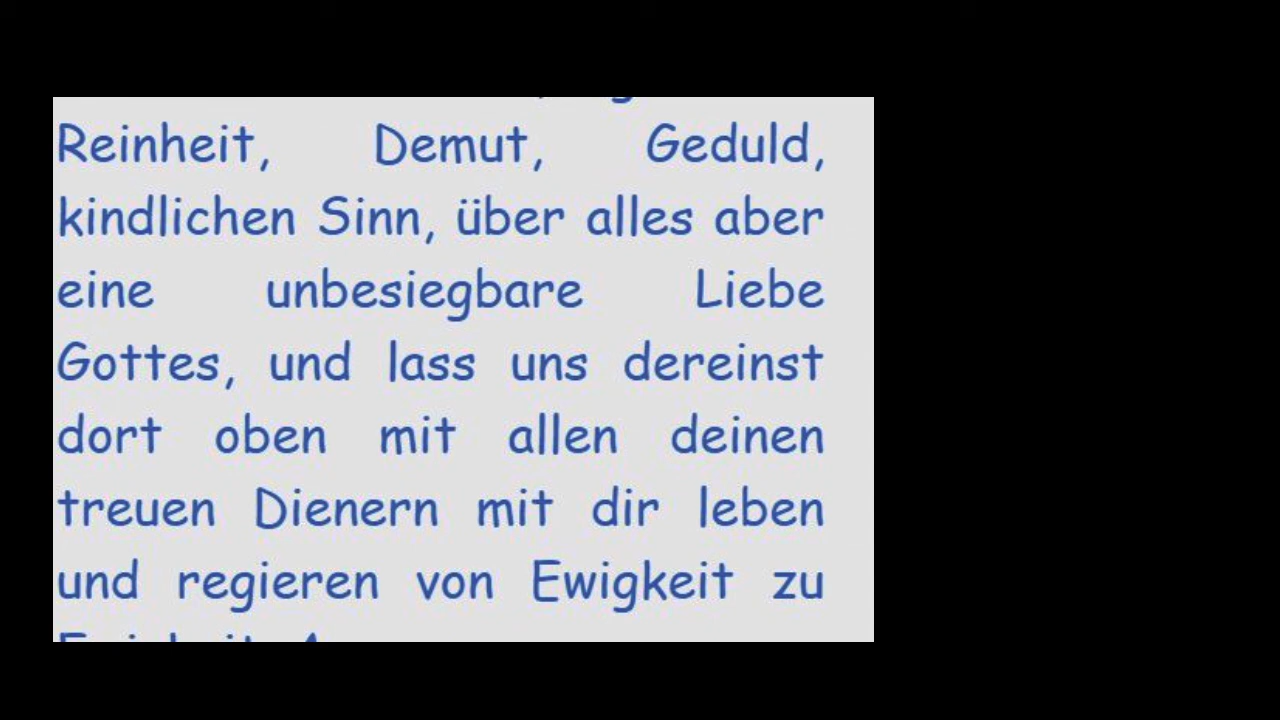 Reinheit, Demut, Geduld,
kindlichen Sinn, über alles aber
eine unbesiegbare Liebe
Gottes, und lass uns dereinst
dort oben mit allen deinen
treuen Dienern mit dir leben
und regieren von Ewigkeit zu